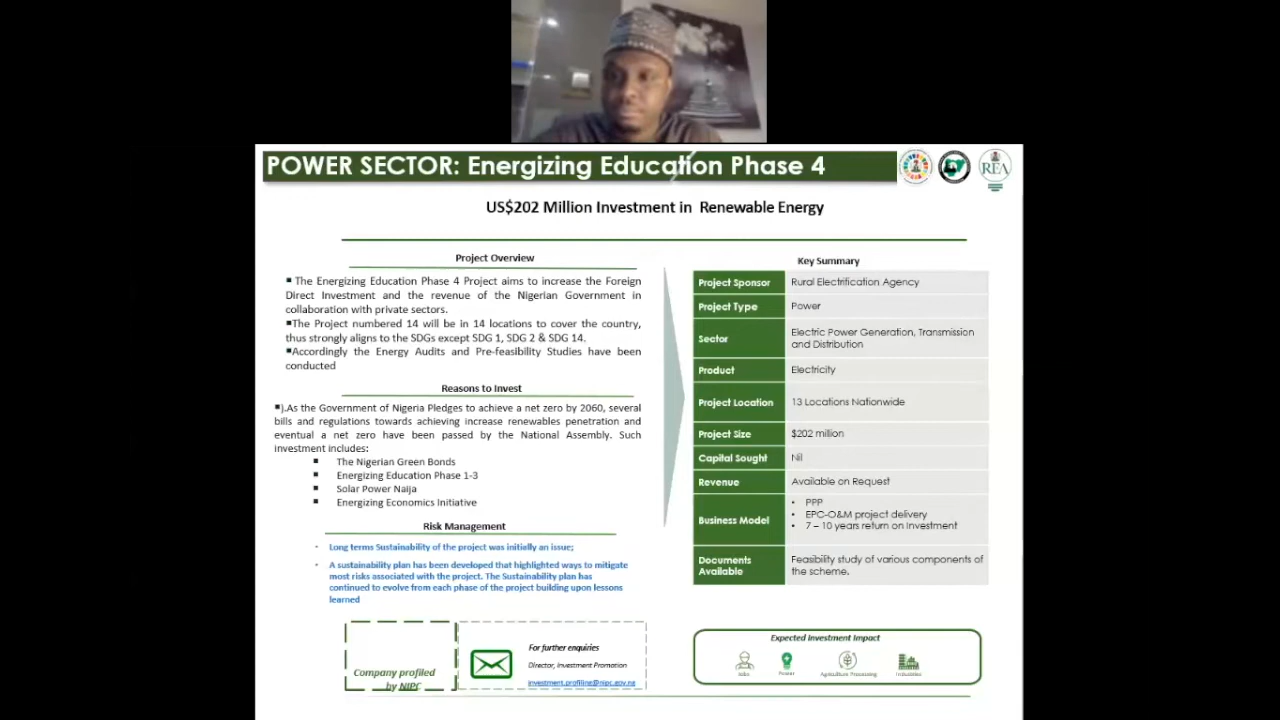 POWER SECTOR: Energizing Education Phase 4
REA
US$202 Million Investment in Renewable Energy
Project Overview
■ The Energizing Education Phase 4 Project aims to increase the Foreign
Direct Investment and the revenue of the Nigerian Government in
collaboration with private sectors.
■The Project numbered 14 will be in 14 locations to cover the country,
thus strongly aligns to the SDGs except SDG 1, SDG 2 & SDG 14.
■Accordingly the Energy Audits and Pre-feasibility Studies have been
conducted
Reasons to Invest
■).As the Government of Nigeria Pledges to achieve a net zero by 2060, several
bills and regulations towards achieving increase renewables penetration and
eventual a net zero have been passed by the National Assembly. Such
investment includes:
■ The Nigerian Green Bonds
■ Energizing Education Phase 1-3
■ Solar Power Naija
■ Energizing Economics Initiative
Risk Management
• Long terms Sustainability of the project was initially an issue;
• A sustainability plan has been developed that highlighted ways to mitigate
most risks associated with the project. The Sustainability plan has
continued to evolve from each phase of the project building upon lessons
learned
Company profiled
by NIPC
For further enquiries
Director, Investment Promotion
investment.profiline@nipc.gov.ng
Key Summary
Project Sponsor Rural Electrification Agency
Project Type Power
Sector Electric Power Generation, Transmission
and Distribution
Product Electricity
Project Location 13 Locations Nationwide
Project Size $202 million
Capital Sought Nil
Revenue Available on Request
Business Model • PPP
• EPC-O&M project delivery
• 7 – 10 years return on Investment
Documents Available Feasibility study of various components of
the scheme.
Expected Investment Impact
Jobs Power Agriculture Processing Industries